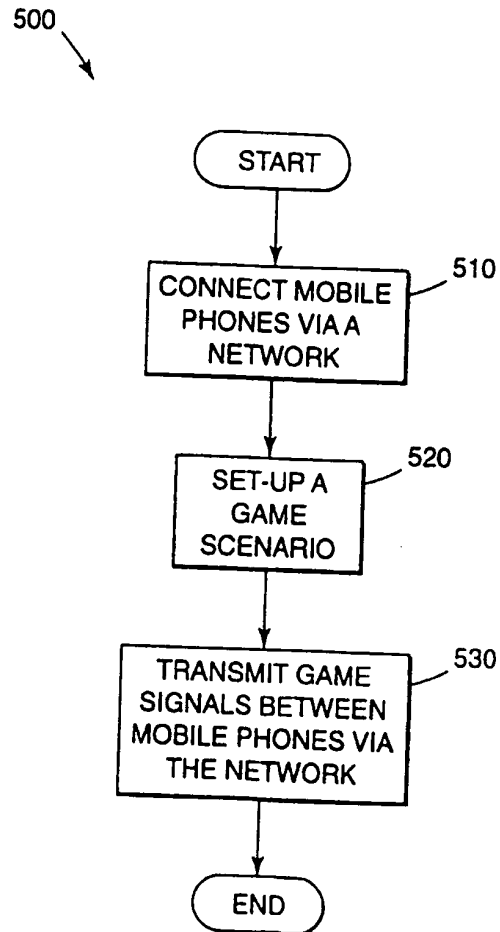 500
START
510
CONNECT MOBILE
PHONES VIA A
NETWORK
520
SET-UP A
GAME
SCENARIO
530
TRANSMIT GAME
SIGNALS BETWEEN
MOBILE PHONES VIA
THE NETWORK
END